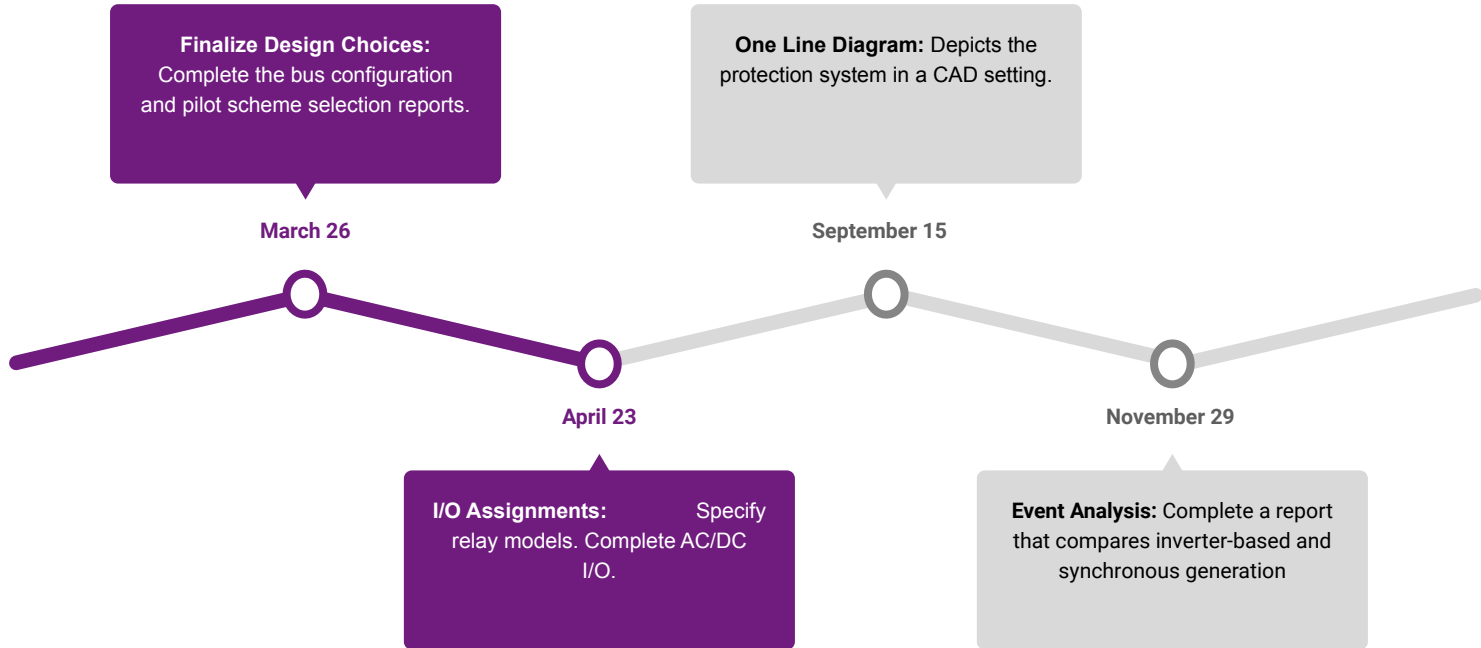 Finalize Design Choices:
Complete the bus configuration
and pilot scheme selection reports.
One Line Diagram: Depicts the
protection system in a CAD setting.
March 26
September 15
April 23
November 29
I/O Assignments: Specify
relay models. Complete AC/DC
I/O.
Event Analysis: Complete a report
that compares inverter-based and
synchronous generation